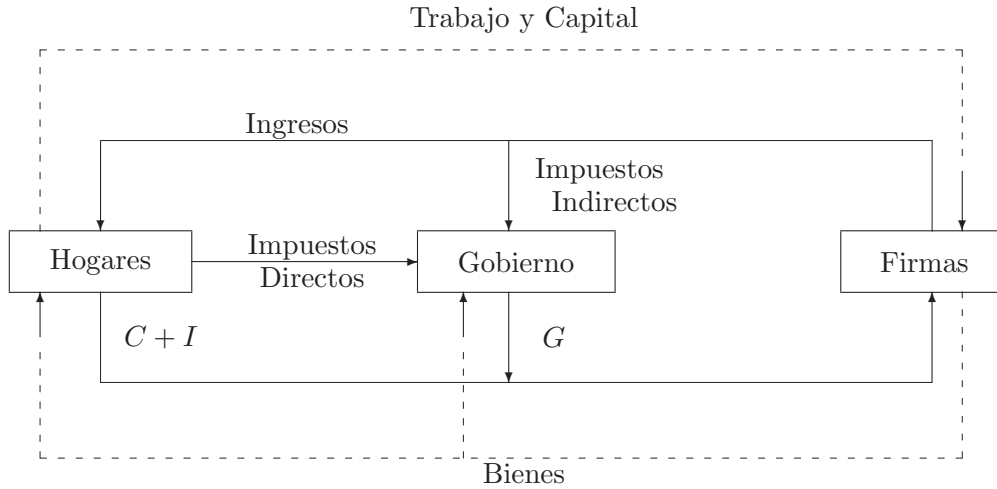 Trabajo y Capital
Ingresos
Impuestos
Indirectos
Hogares
Impuestos
Directos
Gobierno
Firmas
C + I
G
Bienes